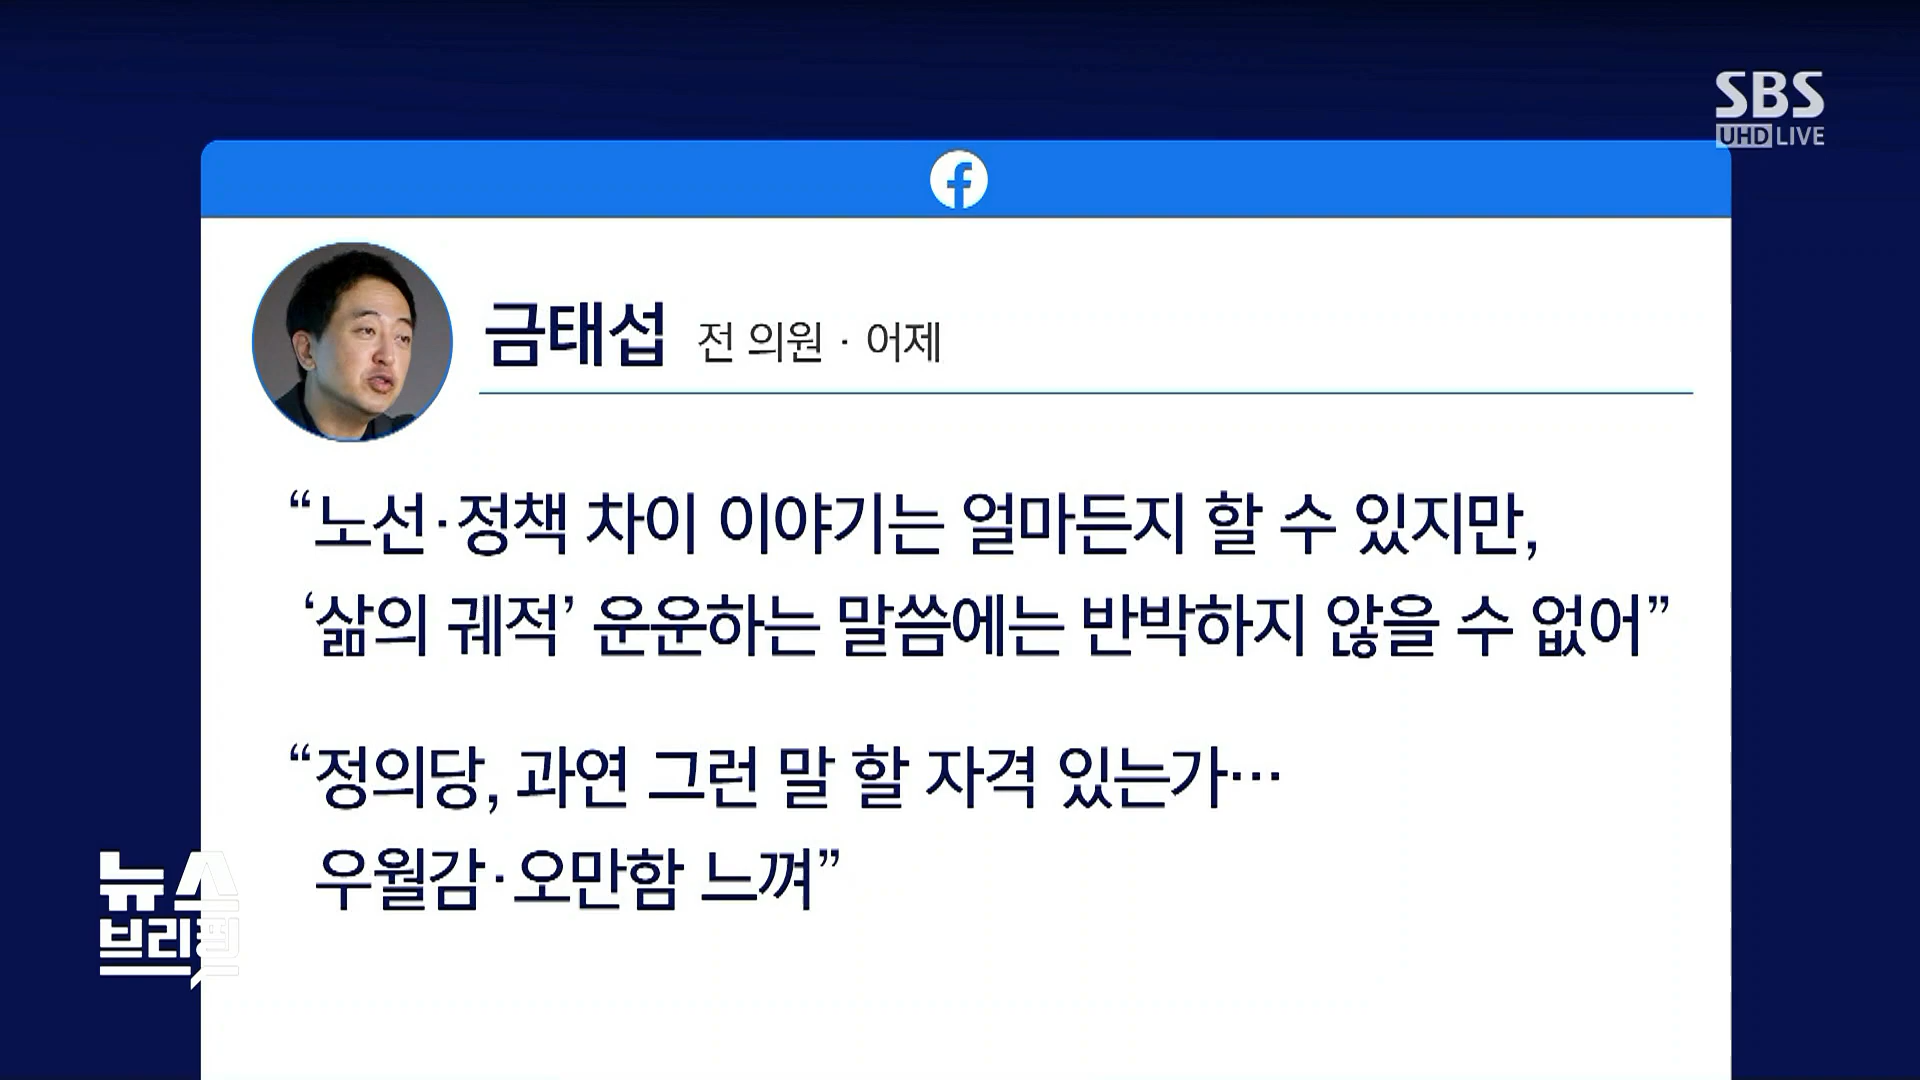 SBS
UHD LIVE
금태섭 전 의원 · 어제
“노선·정책 차이 이야기는 얼마든지 할 수 있지만,
‘삶의 궤적’ 운운하는 말씀에는 반박하지 않을 수 없어”
“정의당, 과연 그런 말 할 자격 있는가…
우월감·오만함 느껴”
뉴스
브리핑